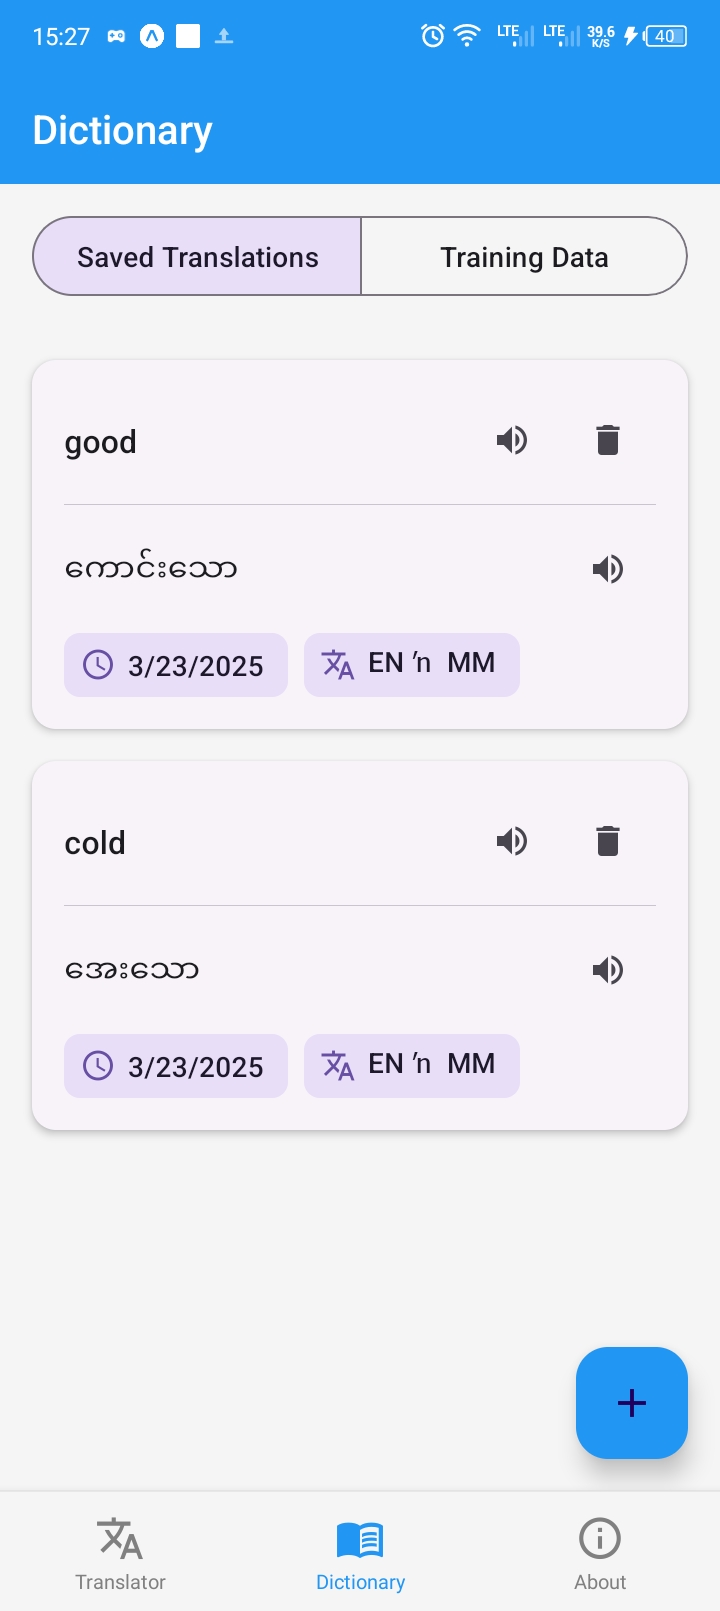 15:27
LTE LTE 39.6 K/S 40
Dictionary
Saved Translations Training Data
good
ကောင်းသော
3/23/2025 EN ’n MM
cold
အေးသော
3/23/2025 EN ’n MM
Translator Dictionary About